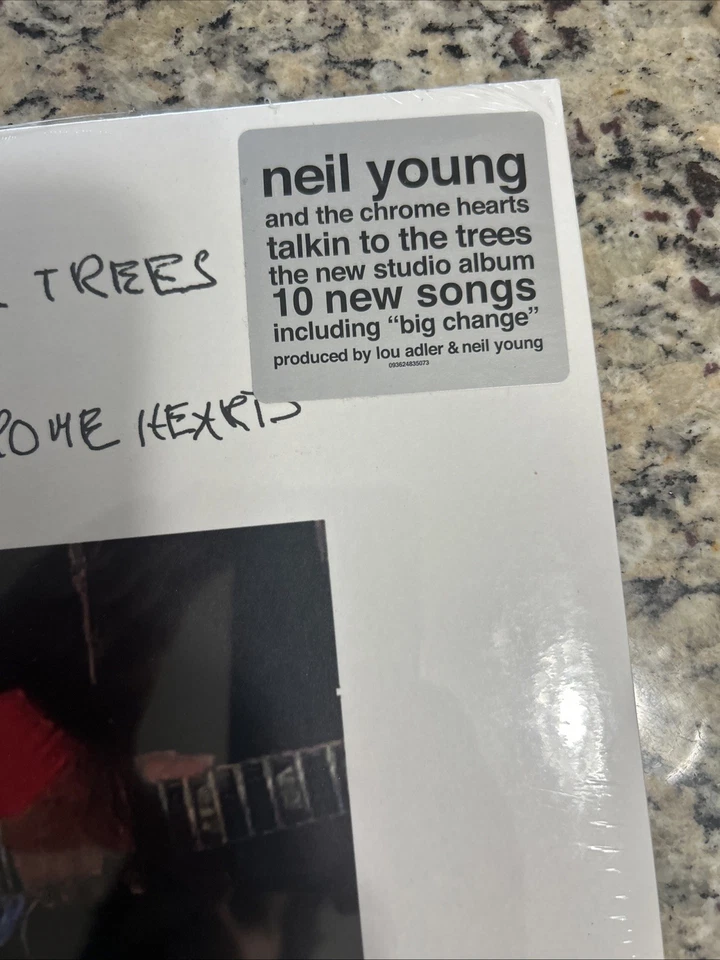 neil young
and the chrome hearts
talkin to the trees
the new studio album
10 new songs
including “big change”
produced by lou adler & neil young
093624835073
TREES
HEARTS